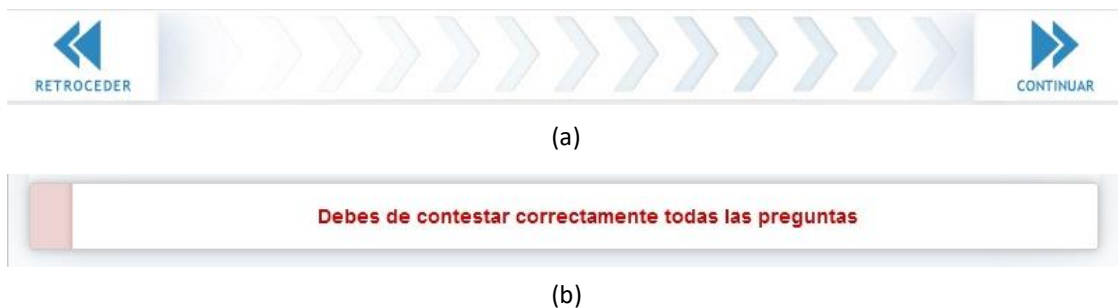 RETROCEDER
CONTINUAR
(a)
Debes de contestar correctamente todas las preguntas
(b)